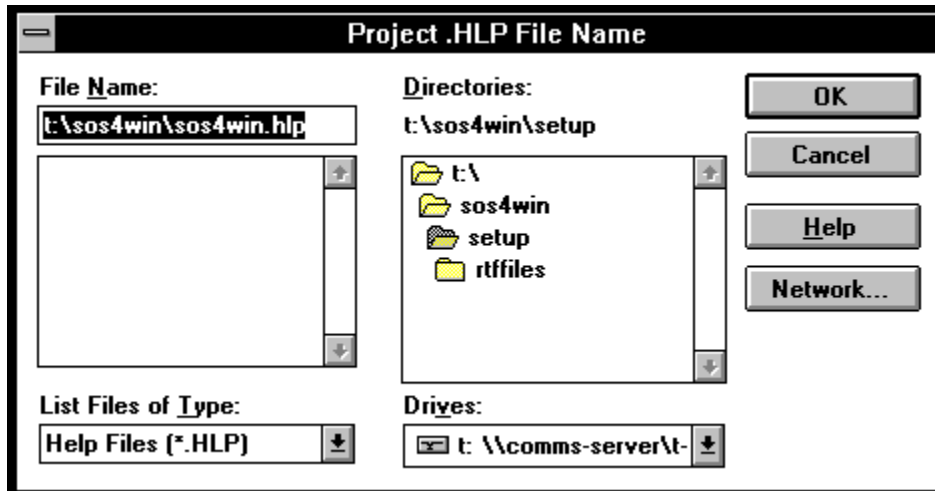 Project .HLP File Name
File Name:
t:\sos4win\sos4win.hlp
Directories:
t:\sos4win\setup
t:\
sos4win
setup
rtffiles
OK
Cancel
Help
Network...
List Files of Type:
Help Files (*.HLP)
Drives:
t: \\comms-server\t-